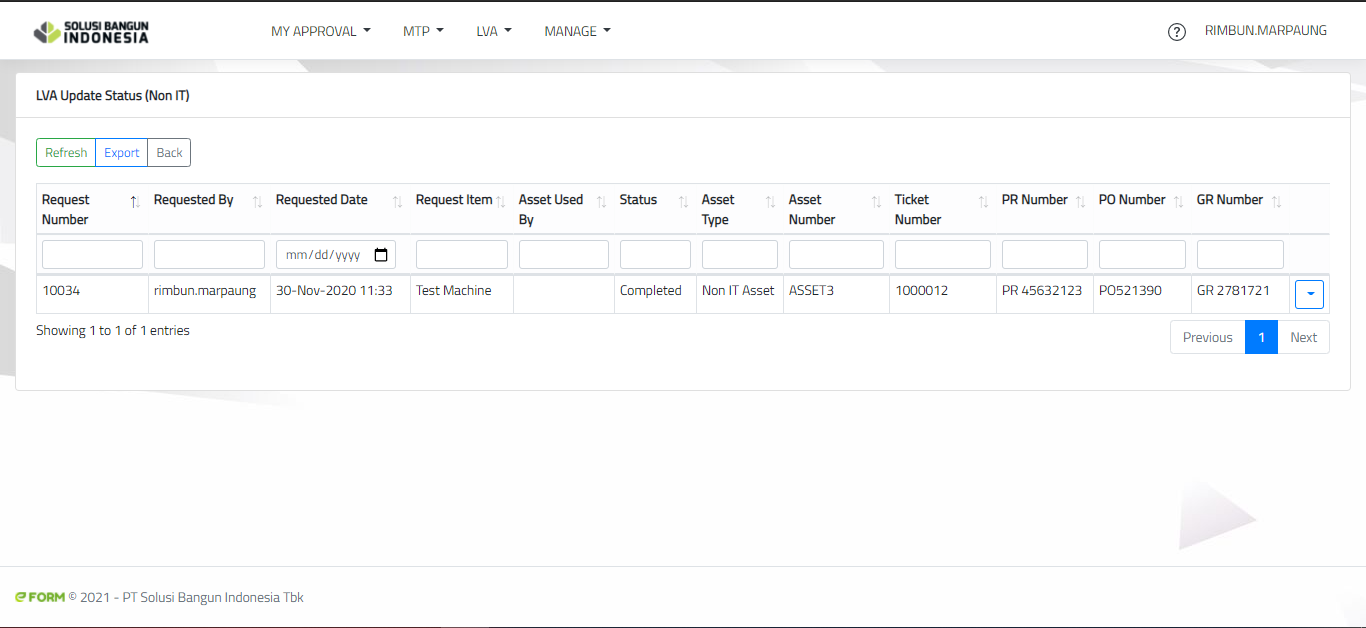 SOLUSI BANGUN
INDONESIA
MY APPROVAL MTP LVA MANAGE ? RIMBUN.MARPAUNG
LVA Update Status (Non IT)
Refresh Export Back
Request Number Requested By Requested Date Request Item Asset Used By Status Asset Type Asset Number Ticket Number PR Number PO Number GR Number
mm/dd/yyyy
10034 rimbun.marpaung 30-Nov-2020 11:33 Test Machine Completed Non IT Asset ASSET3 1000012 PR 45632123 PO521390 GR 2781721
Showing 1 to 1 of 1 entries
Previous 1 Next
e FORM © 2021 - PT Solusi Bangun Indonesia Tbk